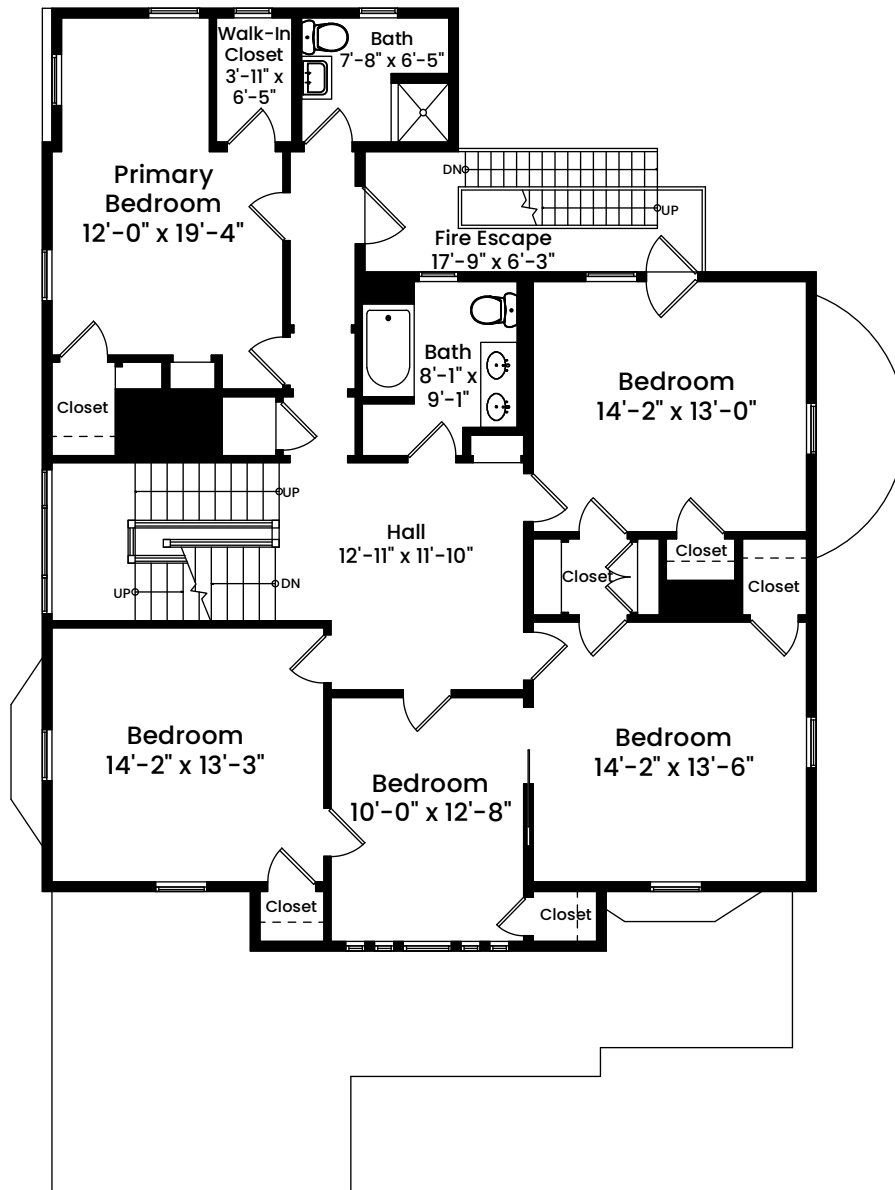 Walk-In
Closet
3'-11" x
6'-5"
Bath
7'-8" x 6'-5"
Primary
Bedroom
12'-0" x 19'-4"
DN
UP
Fire Escape
17'-9" x 6'-3"
Bath
8'-1" x
9'-1"
Bedroom
14'-2" x 13'-0"
Closet
UP
Hall
12'-11" x 11'-10"
Closet
Closet
Closet
UP
DN
Bedroom
14'-2" x 13'-3"
Bedroom
10'-0" x 12'-8"
Bedroom
14'-2" x 13'-6"
Closet
Closet